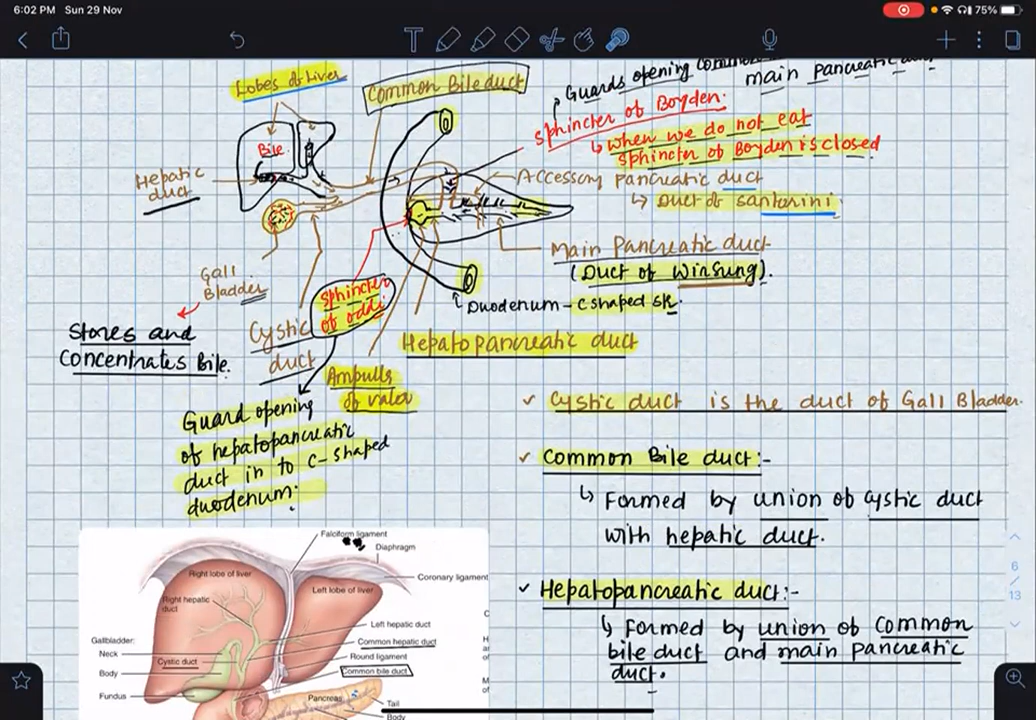 6:02 PM Sun 29 Nov
75%
Lobes of Liver
Common Bile duct
Guards opening common
main pancreatic duct
Sphincter of Boyden.
↳ when we do not eat
sphincter of Boyden is closed
Bile
Hepatic
duct
Accessory pancreatic duct
↳ Duct of santorini
Main Pancreatic duct
(Duct of Winsung).
Gall
Bladder
Sphincter
of oddi
Duodenum - C shaped
Stores and
Concentrates Bile.
Cystic
duct
Hepatopancreatic duct
Ampulla
of vater
Guard opening
of hepatopancreatic
duct in to C-shaped
duodenum.
✓ Cystic duct is the duct of Gall Bladder.
✓ Common Bile duct:-
↳ Formed by union of cystic duct
with hepatic duct.
✓ Hepatopancreatic duct:-
↳ Formed by union of common
bile duct and main pancreatic
duct.
6
13
Falciform ligament
Diaphragm
Right lobe of liver
Coronary ligament
Left lobe of liver
Right hepatic
duct
Left hepatic duct
Gallbladder:
Neck
Common hepatic duct
Cystic duct
Round ligament
Body
Common bile duct
Fundus
Pancreas
Tail
Body